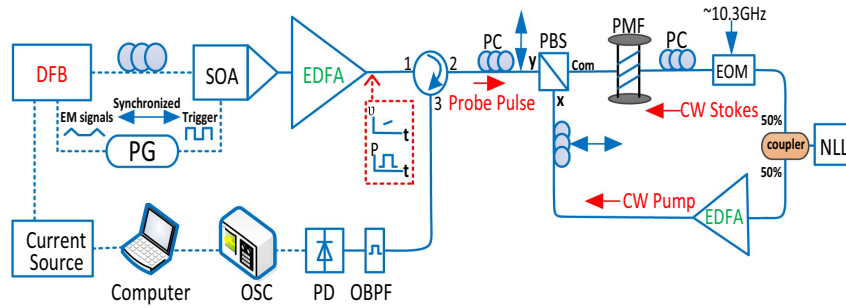 ~10.3GHz
PC
PBS
PMF
PC
DFB
SOA
EDFA
1
2
3
y
Com
x
EOM
Probe Pulse
CW Stokes
EM signals
Synchronized
Trigger
PG
υ
t
P
t
50%
coupler
50%
NLL
CW Pump
EDFA
Current
Source
Computer
OSC
PD
OBPF